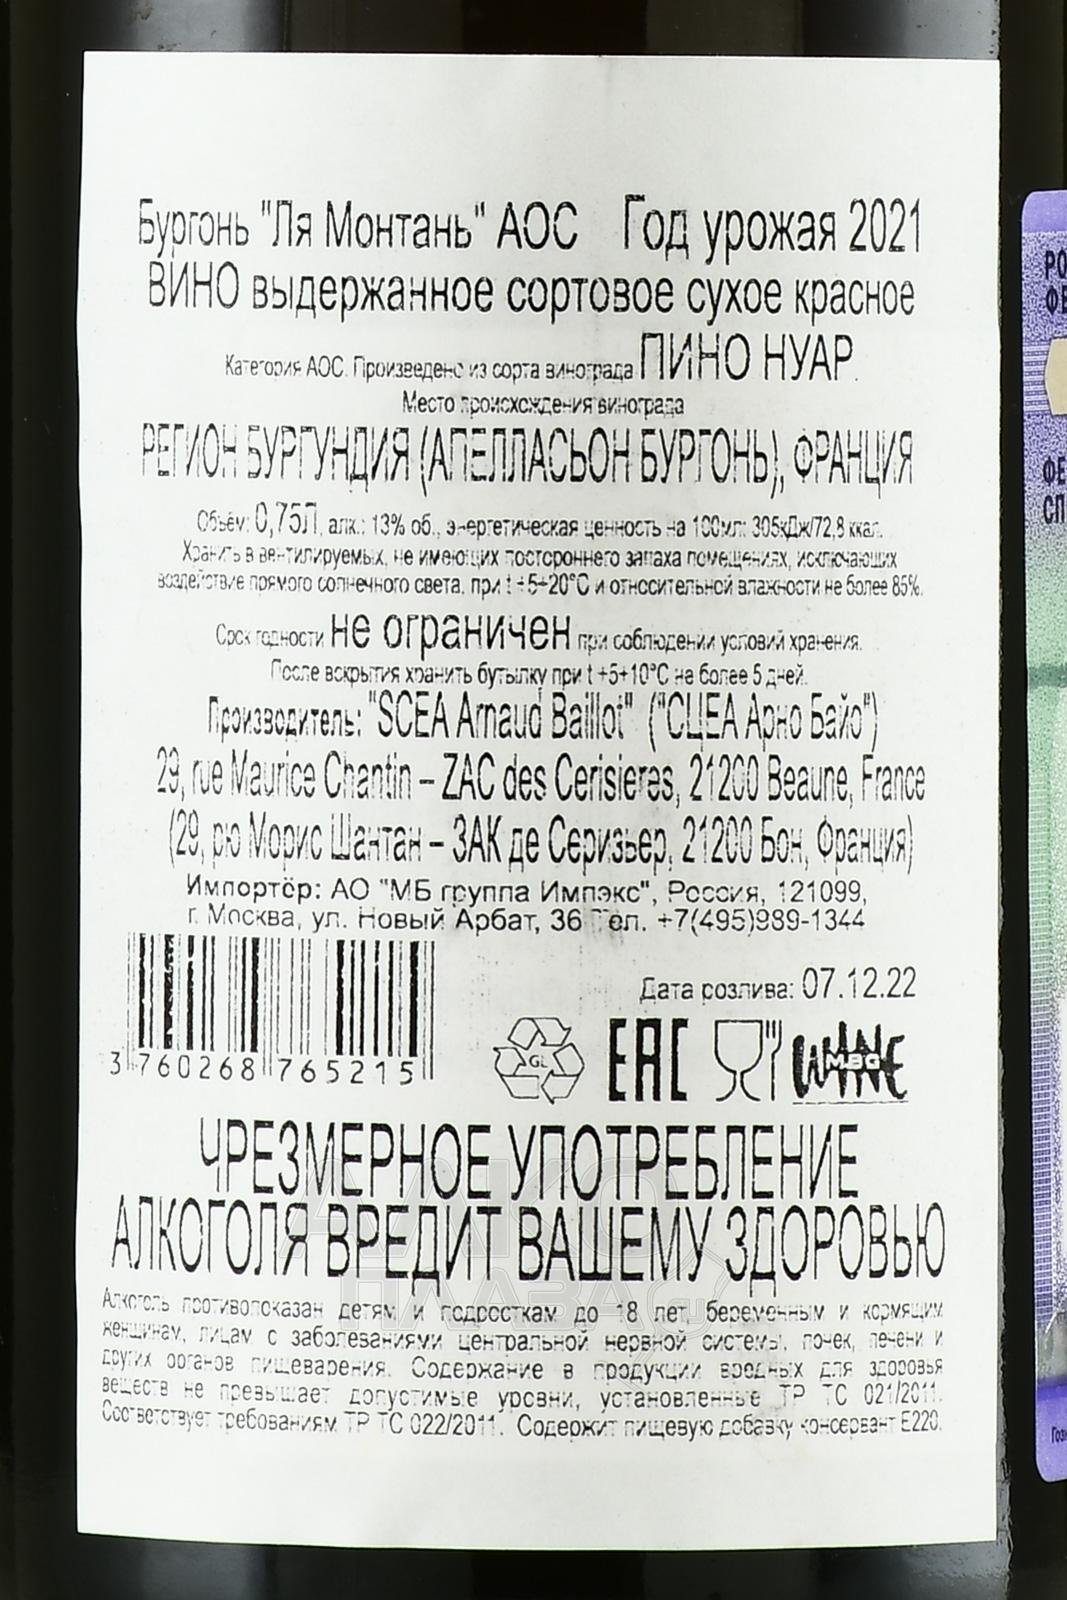 Бургонь "Ля Монтань" АОС Год урожая 2021
ВИНО выдержанное сортовое сухое красное
Категория АОС. Произведено из сорта винограда ПИНО НУАР.
Место происхождения винограда
РЕГИОН БУРГУНДИЯ (АПЕЛЛАСЬОН БУРГОНЬ), ФРАНЦИЯ
Объём: 0,75Л, алк.: 13% об., энергетическая ценность на 100мл: 305кДж/72,8 ккал.
Хранить в вентилируемых, не имеющих постороннего запаха помещениях, исключающих
воздействие прямого солнечного света, при t +5+20°С и относительной влажности не более 85%.
Срок годности не ограничен при соблюдении условий хранения.
После вскрытия хранить бутылку при t +5+10°С не более 5 дней.
Производитель: "SCEA Arnaud Baillot" ("СЦЕА Арно Байо")
29, rue Maurice Chantin – ZAC des Cerisieres, 21200 Beaune, France
(29, рю Морис Шантан – ЗАК де Серизьер, 21200 Бон, Франция)
Импортёр: АО "МБ группа Импэкс", Россия, 121099,
г. Москва, ул. Новый Арбат, 36 Тел. +7(495)989-1344
Дата розлива: 07.12.22
3 760268 765215
GL EAC WINE MBG
ЧРЕЗМЕРНОЕ УПОТРЕБЛЕНИЕ
АЛКОГОЛЯ ВРЕДИТ ВАШЕМУ ЗДОРОВЬЮ
Алкоголь противопоказан детям и подросткам до 18 лет, беременным и кормящим
женщинам, лицам с заболеваниями центральной нервной системы, почек, печени и
других органов пищеварения. Содержание в продукции вредных для здоровья
веществ не превышает допустимые уровни, установленные ТР ТС 021/2011.
Соответствует требованиям ТР ТС 022/2011. Содержит пищевую добавку консервант Е220.
АЛКО
ПЛАЗА.ru
РО
ФЕ
ФЕ
СП